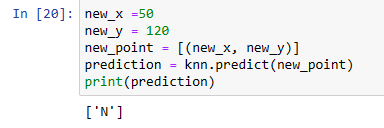 In [20]: new_x =50
new_y = 120
new_point = [(new_x, new_y)]
prediction = knn.predict(new_point)
print(prediction)
['N']